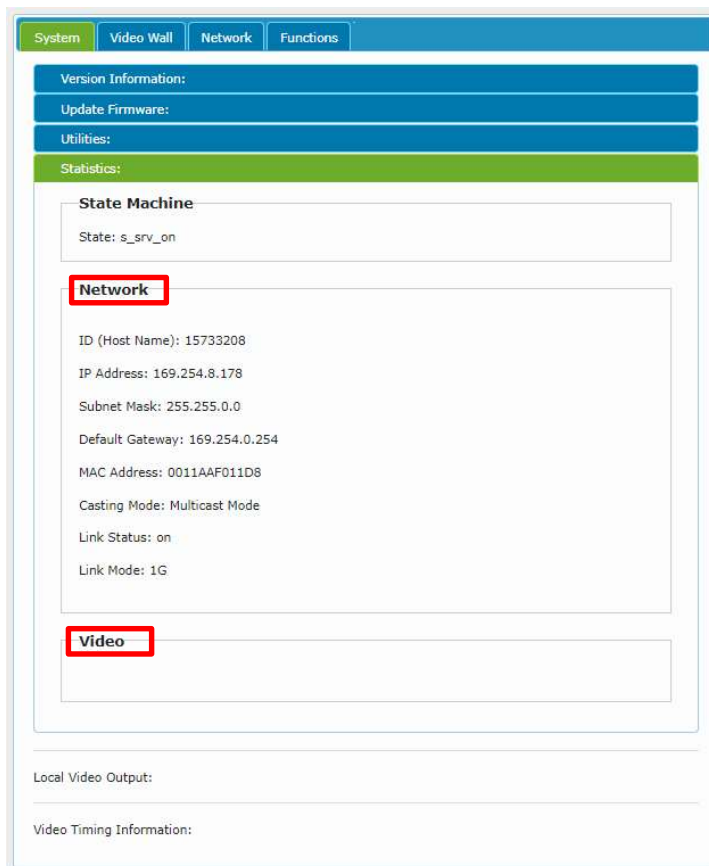 System Video Wall Network Functions
Version Information:
Update Firmware:
Utilities:
Statistics:
State Machine
State: s_srv_on
Network
ID (Host Name): 15733208
IP Address: 169.254.8.178
Subnet Mask: 255.255.0.0
Default Gateway: 169.254.0.254
MAC Address: 0011AAF011D8
Casting Mode: Multicast Mode
Link Status: on
Link Mode: 1G
Video
Local Video Output:
Video Timing Information: